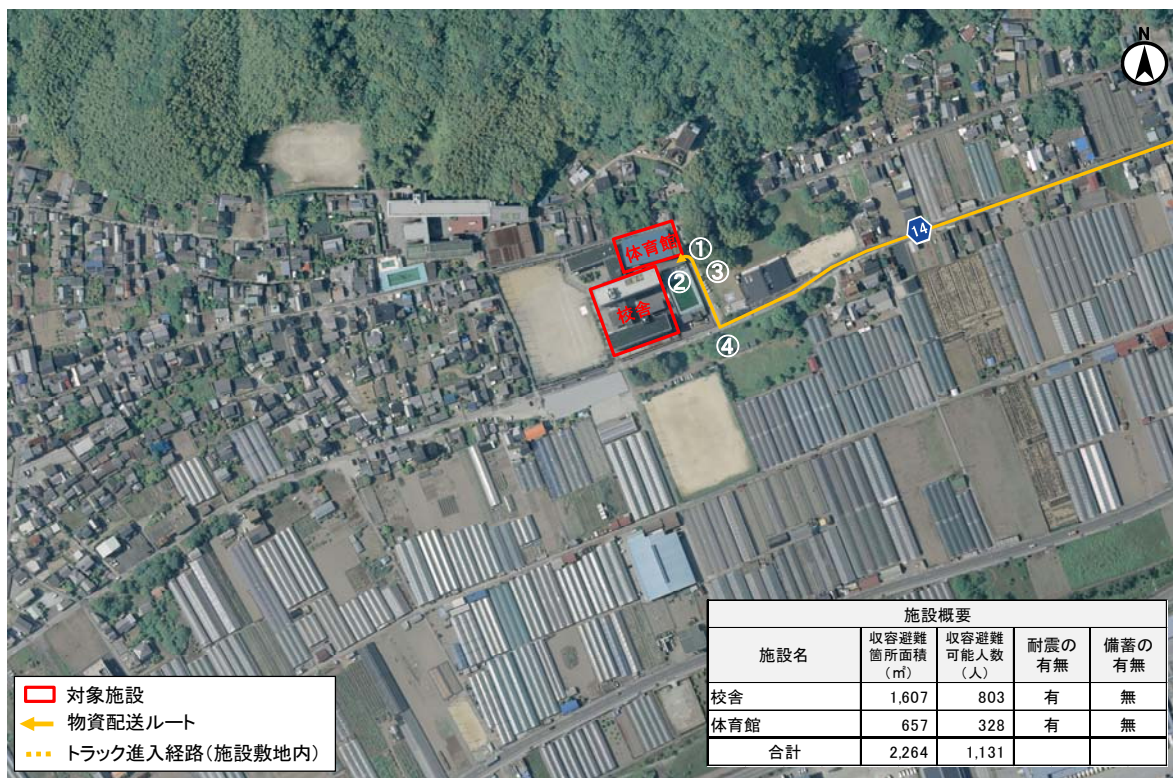 N
14
体育館
①
②
③
校舎
④
対象施設
物資配送ルート
トラック進入経路(施設敷地内)
施設概要
施設名
収容避難
箇所面積
(㎡)
収容避難
可能人数
(人)
耐震の
有無
備蓄の
有無
校舎 1,607 803 有 無
体育館 657 328 有 無
合計 2,264 1,131